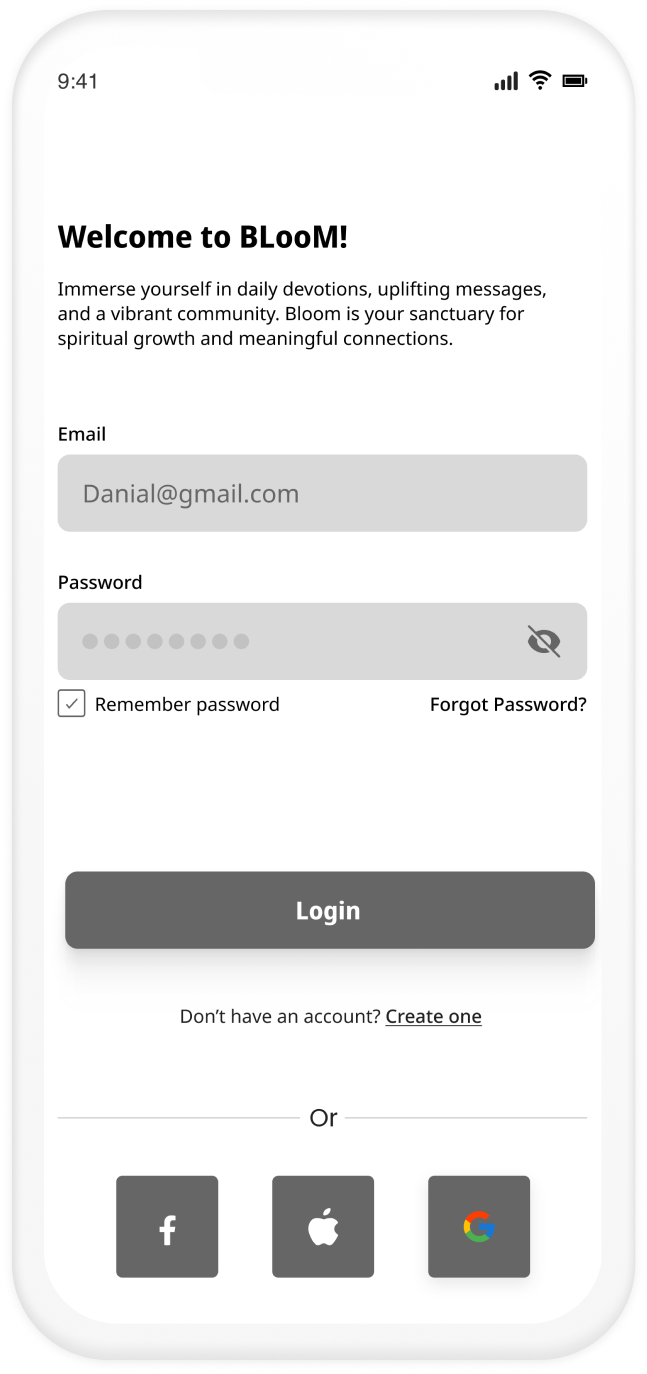 9:41
Welcome to BLooM!
Immerse yourself in daily devotions, uplifting messages,
and a vibrant community. Bloom is your sanctuary for
spiritual growth and meaningful connections.
Email
Danial@gmail.com
Password
Remember password
Forgot Password?
Login
Don’t have an account? Create one
Or